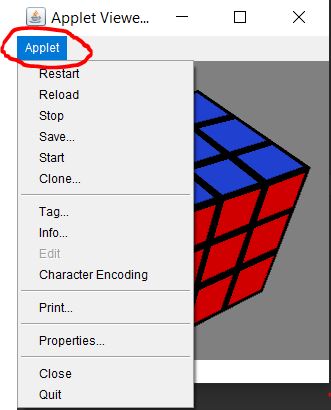 Applet Viewe...
Applet
Restart
Reload
Stop
Save...
Start
Clone...
Tag...
Info...
Edit
Character Encoding
Print...
Properties...
Close
Quit